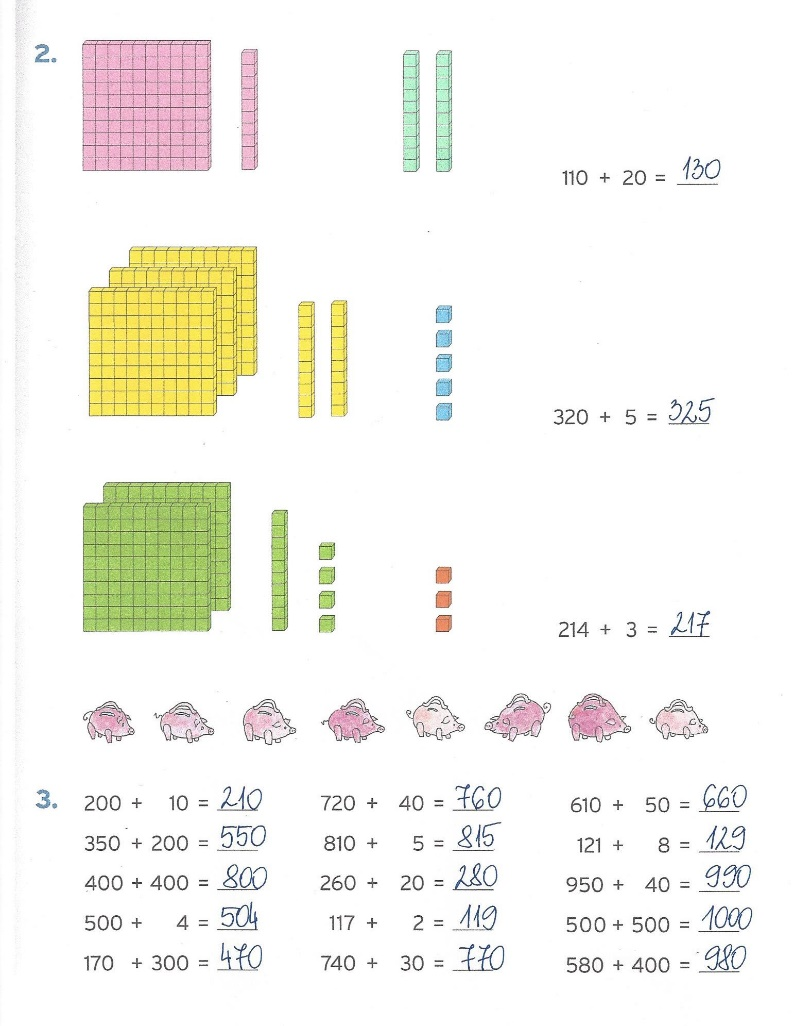 2.
110 + 20 = 130
320 + 5 = 325
214 + 3 = 217
3.
200 + 10 = 210
350 + 200 = 550
400 + 400 = 800
500 + 4 = 504
170 + 300 = 470
720 + 40 = 760
810 + 5 = 815
260 + 20 = 280
117 + 2 = 119
740 + 30 = 770
610 + 50 = 660
121 + 8 = 129
950 + 40 = 990
500 + 500 = 1000
580 + 400 = 980